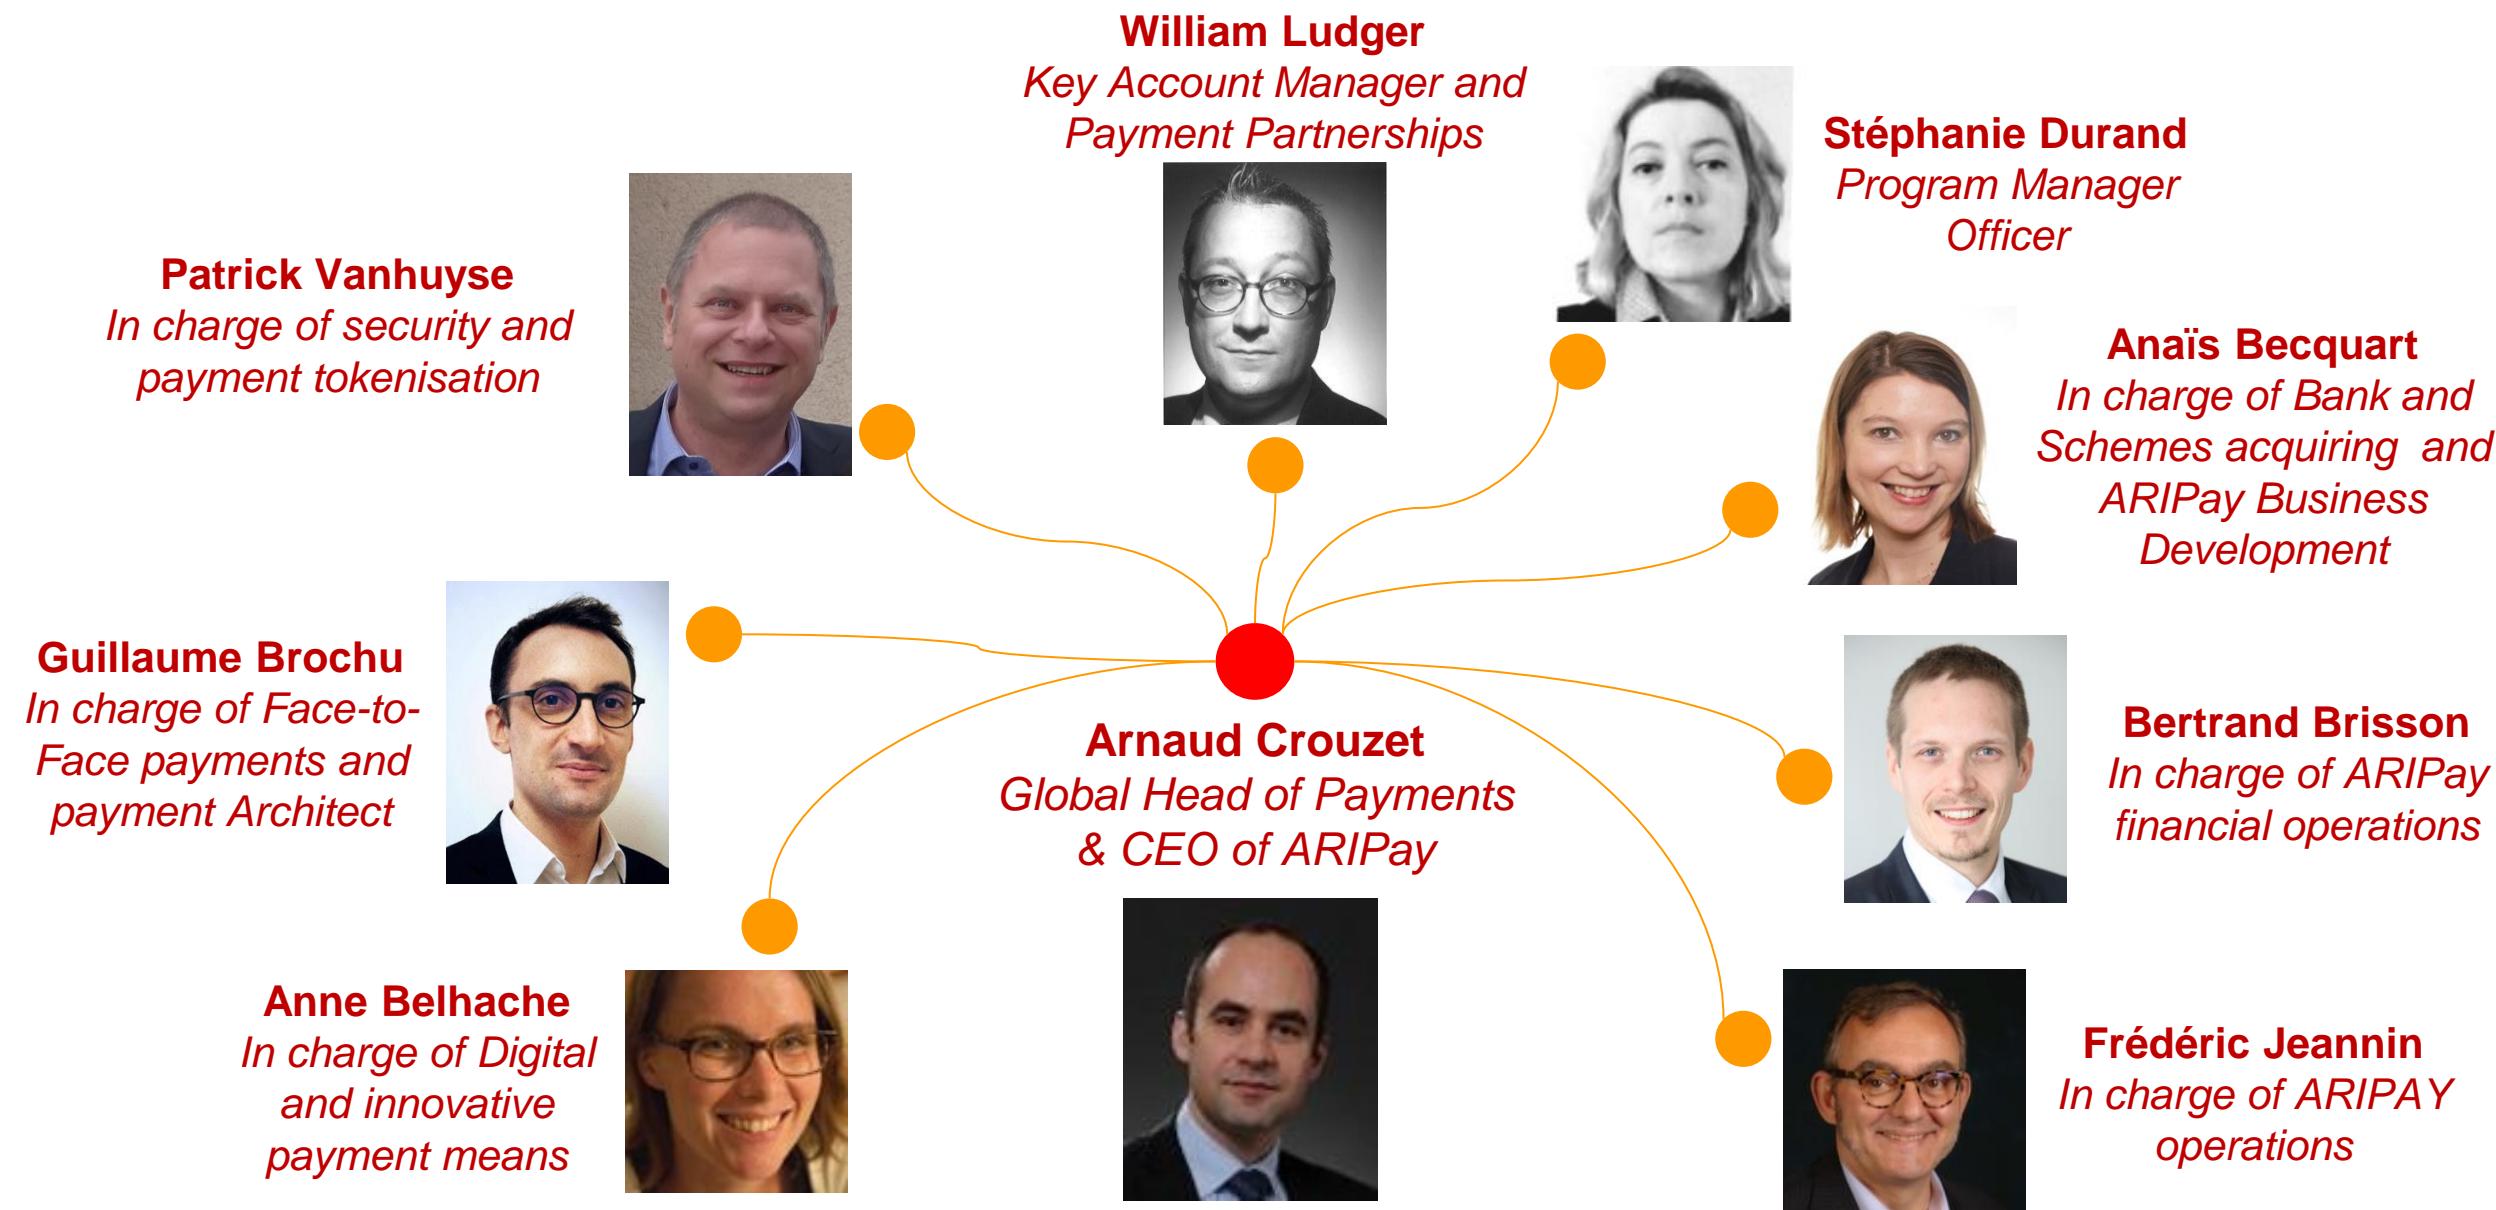 William Ludger
Key Account Manager and
Payment Partnerships
Stéphanie Durand
Program Manager
Officer
Patrick Vanhuyse
In charge of security and
payment tokenisation
Anaïs Becquart
In charge of Bank and
Schemes acquiring  and
ARIPay Business
Development
Guillaume Brochu
In charge of Face-to-
Face payments and
payment Architect
Arnaud Crouzet
Global Head of Payments
& CEO of ARIPay
Bertrand Brisson
In charge of ARIPay
financial operations
Anne Belhache
In charge of Digital
and innovative
payment means
Frédéric Jeannin
In charge of ARIPAY
operations